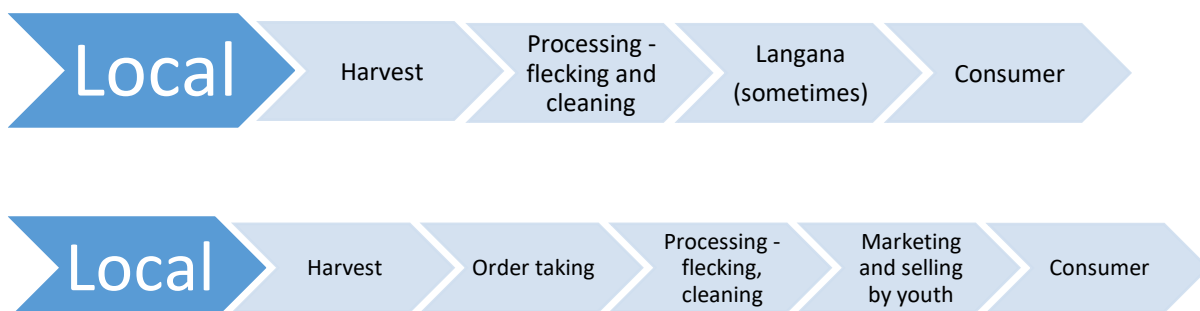 Local
Harvest
Processing -
flecking and
cleaning
Langana
(sometimes)
Consumer
Local
Harvest
Order taking
Processing -
flecking,
cleaning
Marketing
and selling
by youth
Consumer